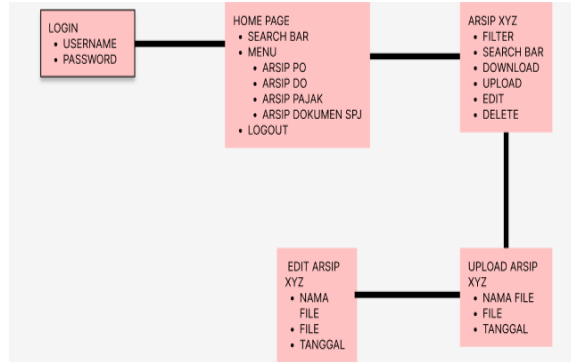 LOGIN
• USERNAME
• PASSWORD
HOME PAGE
• SEARCH BAR
• MENU
• ARSIP PO
• ARSIP DO
• ARSIP PAJAK
• ARSIP DOKUMEN SPJ
• LOGOUT
ARSIP XYZ
• FILTER
• SEARCH BAR
• DOWNLOAD
• UPLOAD
• EDIT
• DELETE
EDIT ARSIP
XYZ
• NAMA
FILE
• FILE
• TANGGAL
UPLOAD ARSIP
XYZ
• NAMA FILE
• FILE
• TANGGAL